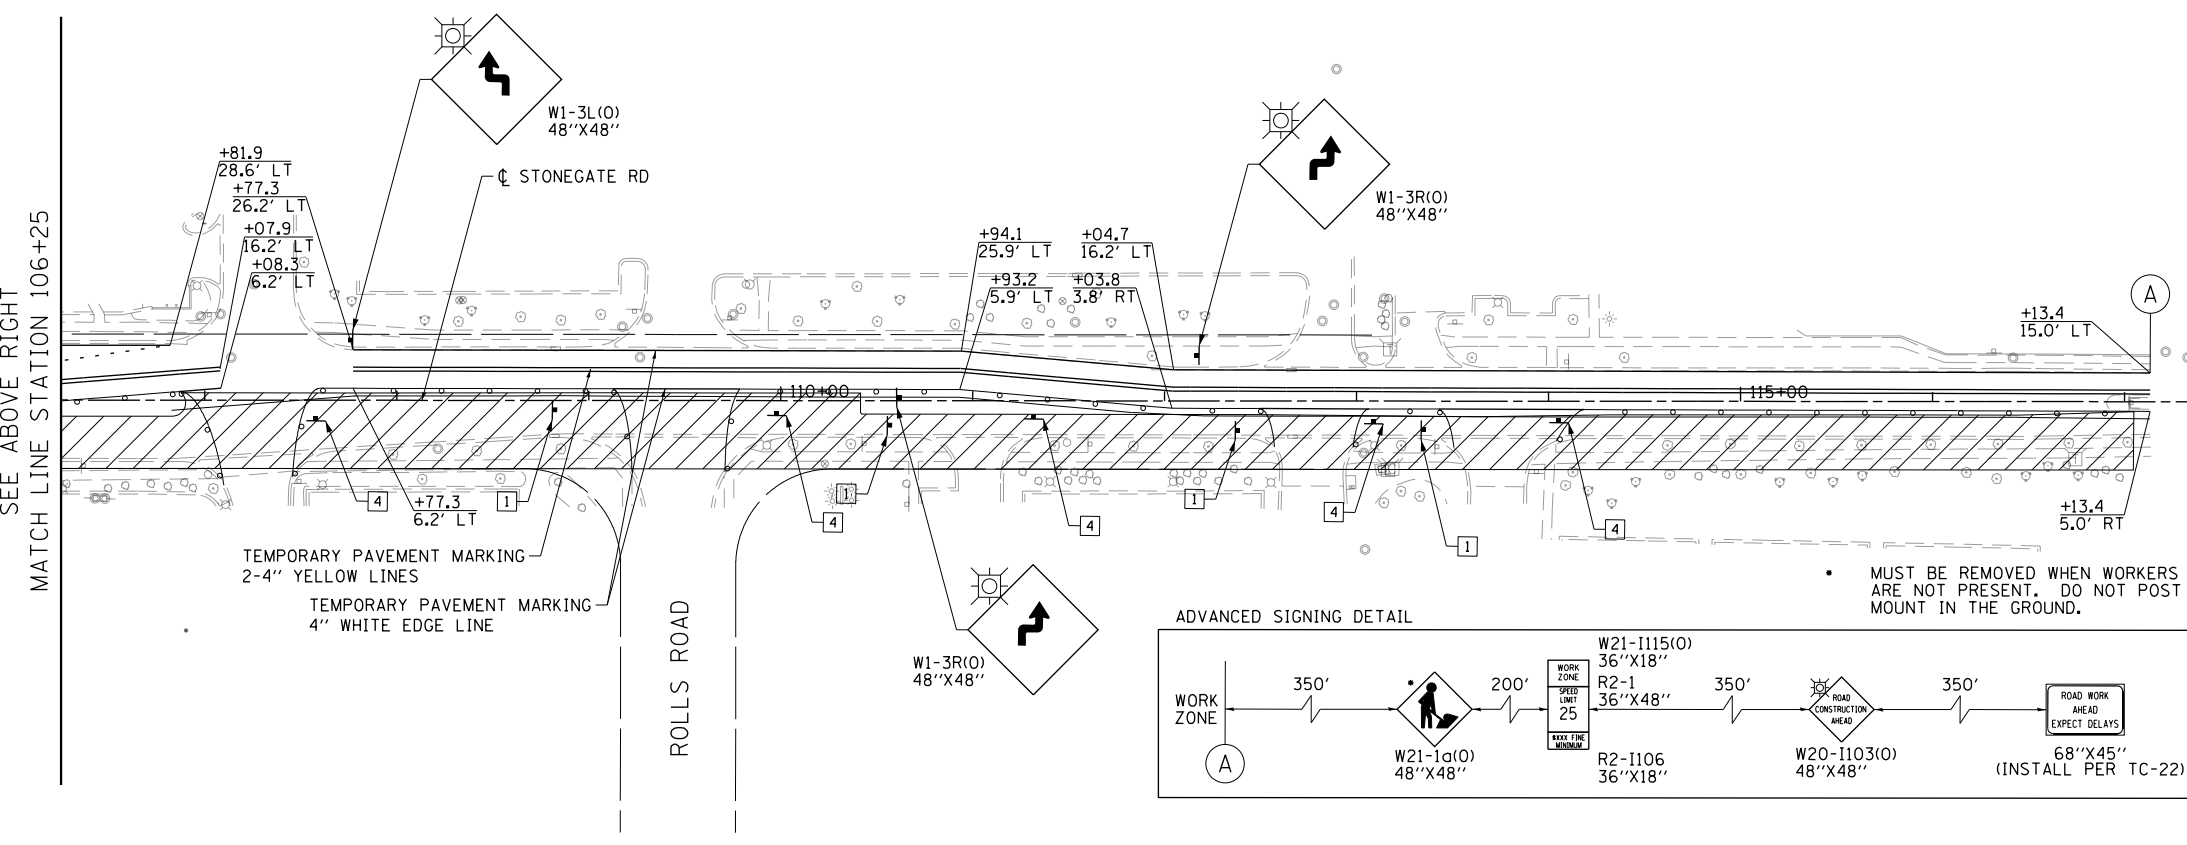 SEE ABOVE RIGHT
MATCH LINE STATION 106+25
W1-3L(O)
48''X48''
℄ STONEGATE RD
+81.9
28.6' LT
+77.3
26.2' LT
+07.9
16.2' LT
+08.3
6.2' LT
W1-3R(O)
48''X48''
+94.1
25.9' LT
+04.7
16.2' LT
+93.2
5.9' LT
+03.8
3.8' RT
A
+13.4
15.0' LT
110+00
115+00
4
+77.3
6.2' LT
1
1
4
4
1
4
1
4
+13.4
5.0' RT
TEMPORARY PAVEMENT MARKING
2-4'' YELLOW LINES
TEMPORARY PAVEMENT MARKING
4'' WHITE EDGE LINE
ROLLS ROAD
W1-3R(O)
48''X48''
* MUST BE REMOVED WHEN WORKERS
ARE NOT PRESENT. DO NOT POST
MOUNT IN THE GROUND.
ADVANCED SIGNING DETAIL
WORK
ZONE
A
350'
*
W21-1a(O)
48''X48''
200'
WORK
ZONE
SPEED
LIMIT
25
$XXX FINE
MINIMUM
W21-I115(O)
36''X18''
R2-1
36''X48''
R2-I106
36''X18''
350'
ROAD
CONSTRUCTION
AHEAD
W20-I103(O)
48''X48''
350'
ROAD WORK
AHEAD
EXPECT DELAYS
68''X45''
(INSTALL PER TC-22)